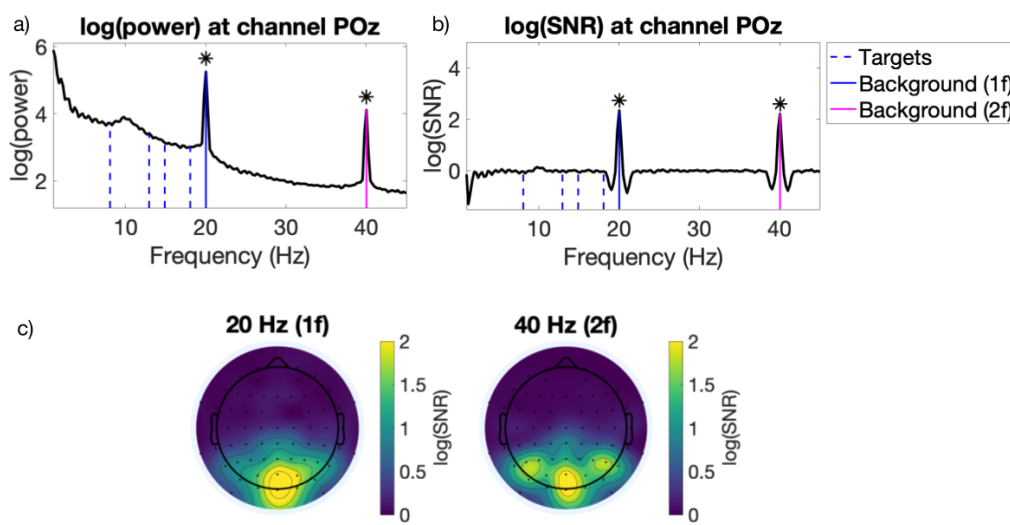 a)
log(power) at channel POz
6
4
2
log(power)
10
20
30
40
Frequency (Hz)
b)
log(SNR) at channel POz
4
2
0
log(SNR)
10
20
30
40
Frequency (Hz)
Targets
Background (1f)
Background (2f)
c)
20 Hz (1f)
2
1.5
1
0.5
0
log(SNR)
40 Hz (2f)
2
1.5
1
0.5
0
log(SNR)